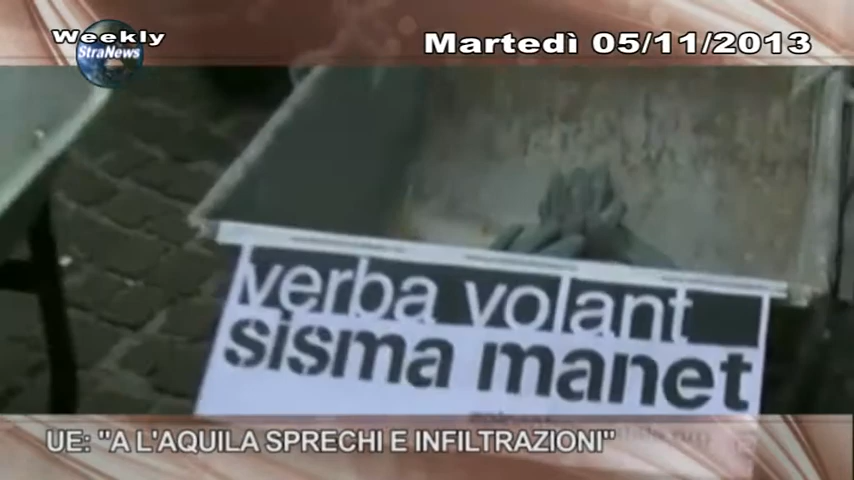 Weekly
StraNews
Martedì 05/11/2013
verba volant
sisma manet
UE: "A L'AQUILA SPRECHI E INFILTRAZIONI"